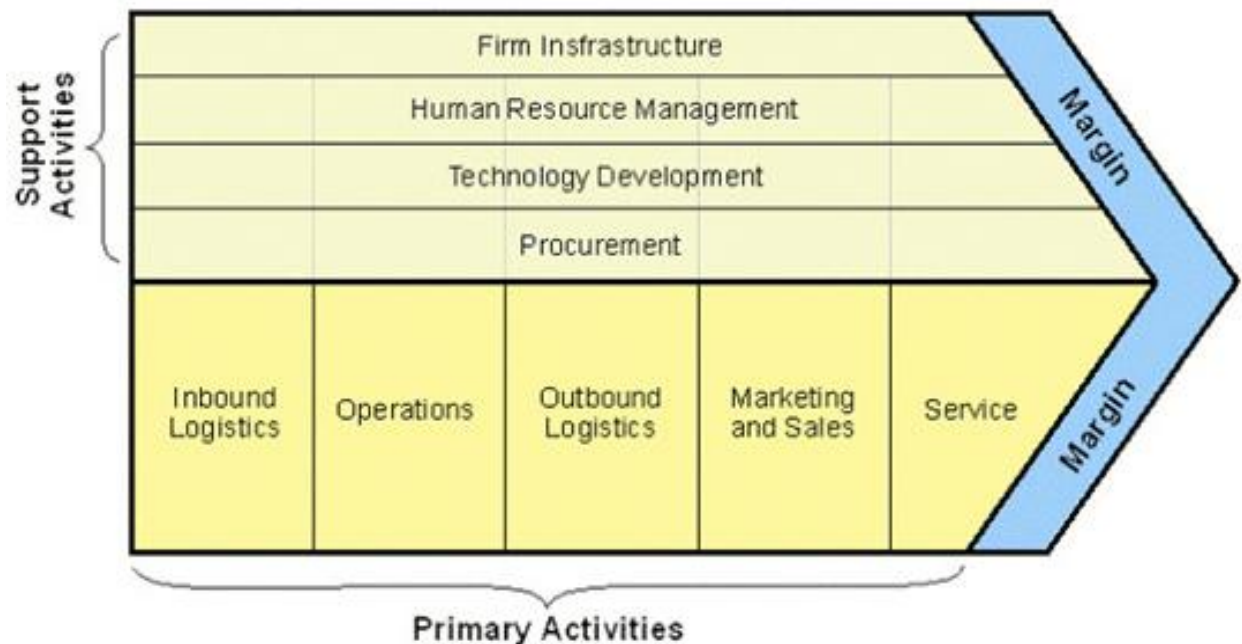 Support
Activities
Firm Insfrastructure
Human Resource Management
Technology Development
Procurement
Margin
Inbound
Logistics
Operations
Outbound
Logistics
Marketing
and Sales
Service
Margin
Primary Activities